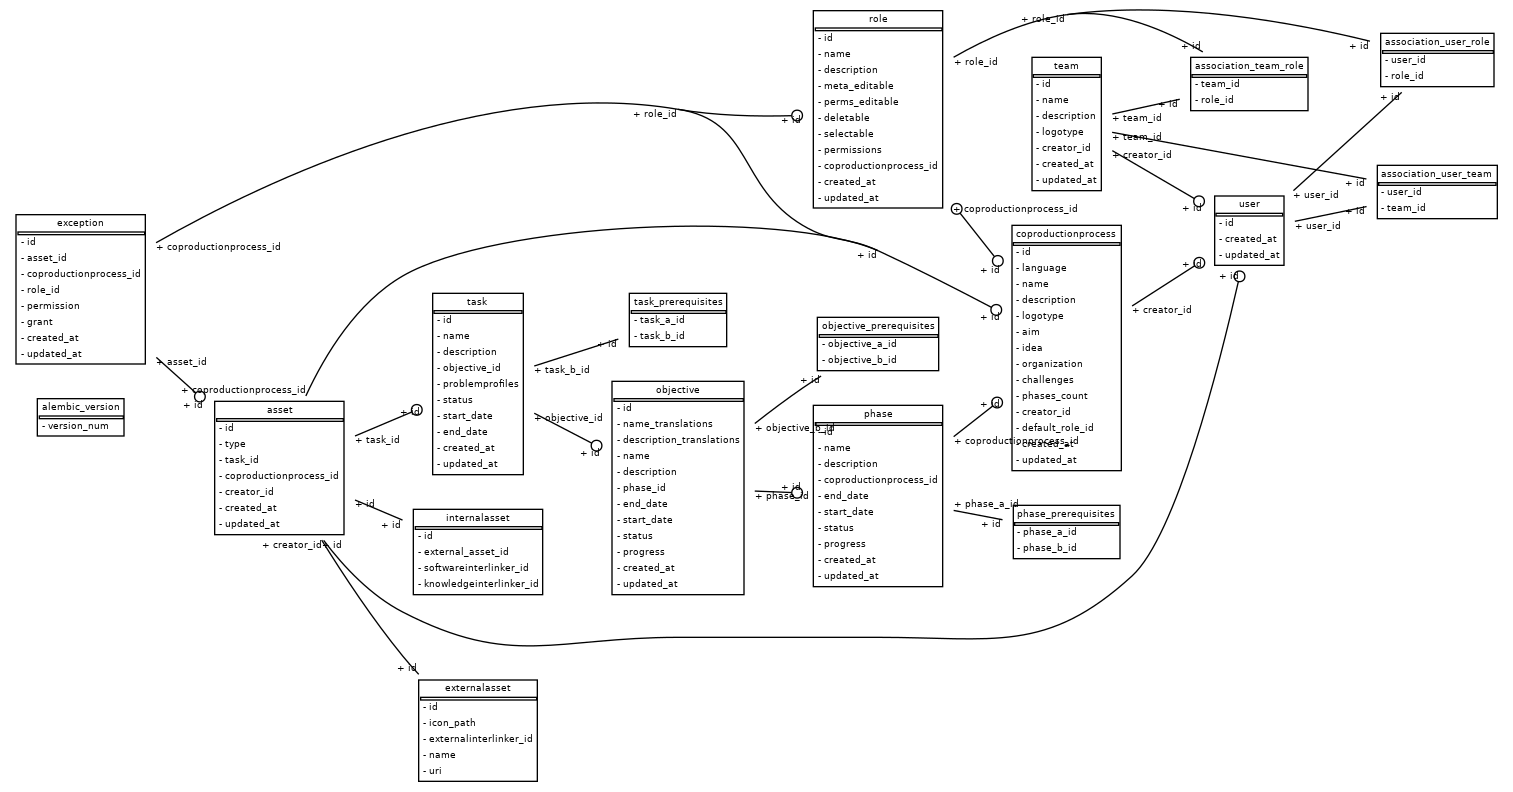 role
- id
- name
- description
- meta_editable
- perms_editable
- deletable
- selectable
- permissions
- coproductionprocess_id
- created_at
- updated_at
+ role_id
+ role_id
+ id
+ id
association_user_role
- user_id
- role_id
+ id
team
- id
- name
- description
- logotype
- creator_id
- created_at
- updated_at
association_team_role
- team_id
- role_id
+ id
+ team_id
+ team_id
+ creator_id
+ role_id
+ id
association_user_team
- user_id
- team_id
+ id
+ id
+ user_id
+ user_id
+ id
user
- id
- created_at
- updated_at
+ id
+ id
exception
- id
- asset_id
- coproductionprocess_id
- role_id
- permission
- grant
- created_at
- updated_at
+ coproductionprocess_id
+ asset_id
+ coproductionprocess_id
+ id
+ id
+ coproductionprocess_id
+ id
+ id
coproductionprocess
- id
- language
- name
- description
- logotype
- aim
- idea
- organization
- challenges
- phases_count
- creator_id
- default_role_id
- created_at
- updated_at
+ creator_id
alembic_version
- version_num
asset
- id
- type
- task_id
- coproductionprocess_id
- creator_id
- created_at
- updated_at
+ task_id
+ id
+ id
+ id
+ creator_id
+ id
task
- id
- name
- description
- objective_id
- problemprofiles
- status
- start_date
- end_date
- created_at
- updated_at
task_prerequisites
- task_a_id
- task_b_id
+ id
+ task_b_id
+ objective_id
+ id
objective
- id
- name_translations
- description_translations
- name
- description
- phase_id
- end_date
- start_date
- status
- progress
- created_at
- updated_at
objective_prerequisites
- objective_a_id
- objective_b_id
+ id
+ objective_b_id
+ id
+ phase_id
phase
- id
- name
- description
- coproductionprocess_id
- end_date
- start_date
- status
- progress
- created_at
- updated_at
+ id
+ coproductionprocess_id
+ phase_a_id
+ id
phase_prerequisites
- phase_a_id
- phase_b_id
internalasset
- id
- external_asset_id
- softwareinterlinker_id
- knowledgeinterlinker_id
+ id
externalasset
- id
- icon_path
- externalinterlinker_id
- name
- uri